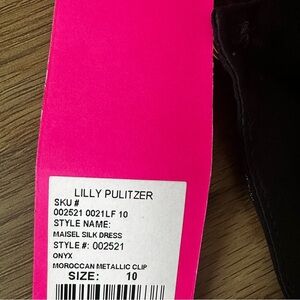 LILLY PULITZER
SKU #
002521 0021LF 10
STYLE NAME:
MAISEL SILK DRESS
STYLE #: 002521
ONYX
MOROCCAN METALLIC CLIP
SIZE: 10